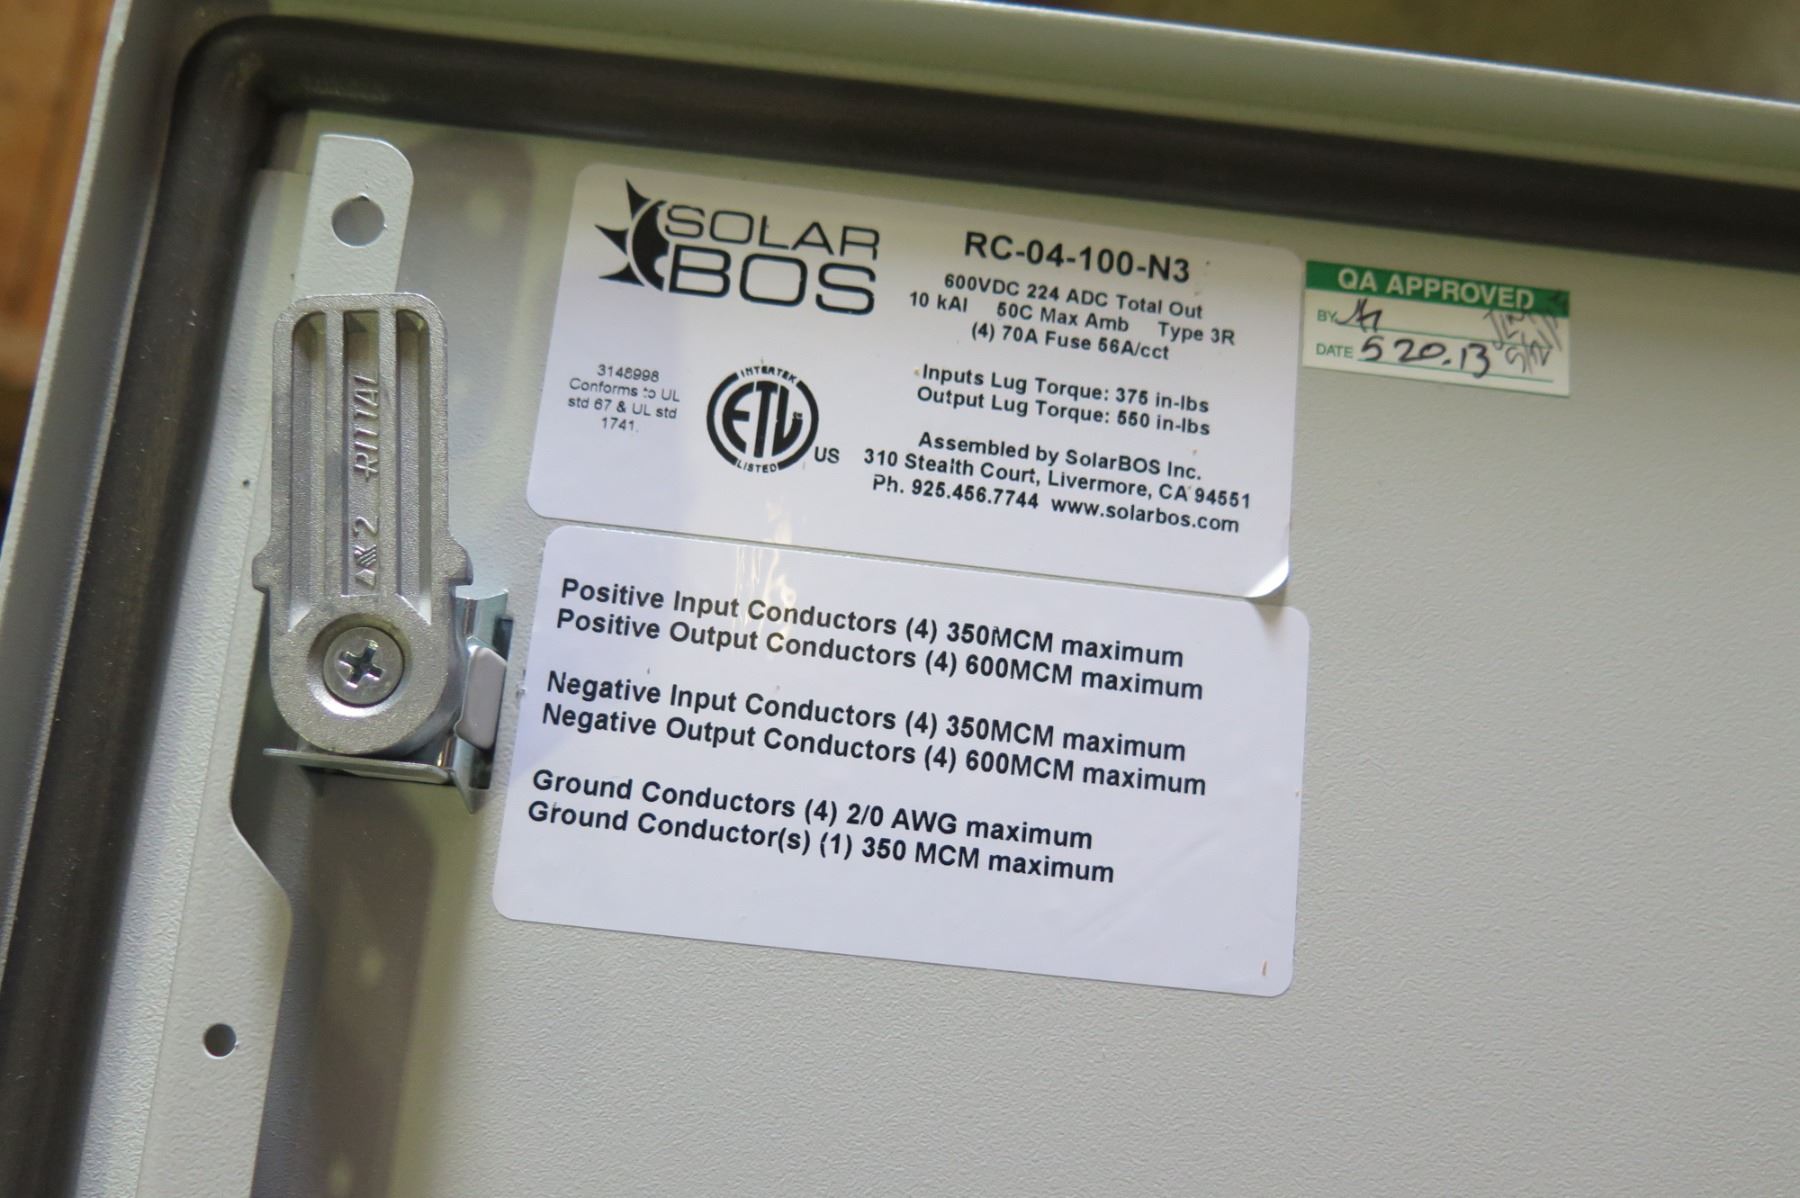 SOLAR
BOS
RC-04-100-N3
600VDC 224 ADC Total Out
10 kAI 50C Max Amb Type 3R
(4) 70A Fuse 56A/cct
3148998
Conforms to UL
std 67 & UL std
1741.
INTERTEK
ETL
LISTED
US
Inputs Lug Torque: 375 in-lbs
Output Lug Torque: 550 in-lbs
Assembled by SolarBOS Inc.
310 Stealth Court, Livermore, CA 94551
Ph. 925.456.7744 www.solarbos.com
QA APPROVED
BY
DATE 5 20.13
RITTAL
2
Positive Input Conductors (4) 350MCM maximum
Positive Output Conductors (4) 600MCM maximum
Negative Input Conductors (4) 350MCM maximum
Negative Output Conductors (4) 600MCM maximum
Ground Conductors (4) 2/0 AWG maximum
Ground Conductor(s) (1) 350 MCM maximum